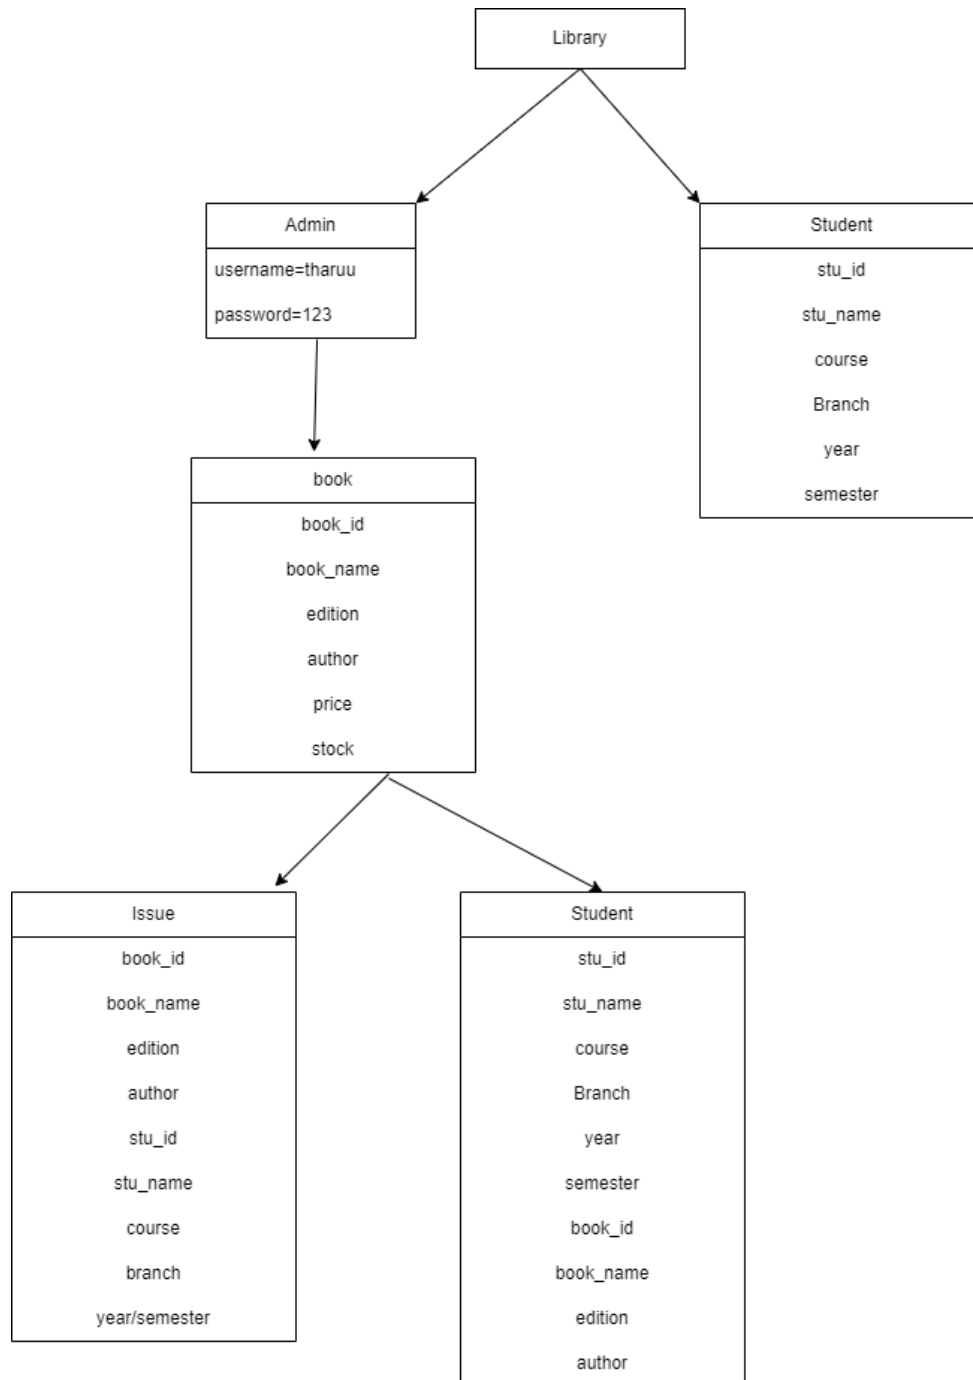 Library
Admin
username=tharuu
password=123
Student
stu_id
stu_name
course
Branch
year
semester
book
book_id
book_name
edition
author
price
stock
Issue
book_id
book_name
edition
author
stu_id
stu_name
course
branch
year/semester
Student
stu_id
stu_name
course
Branch
year
semester
book_id
book_name
edition
author